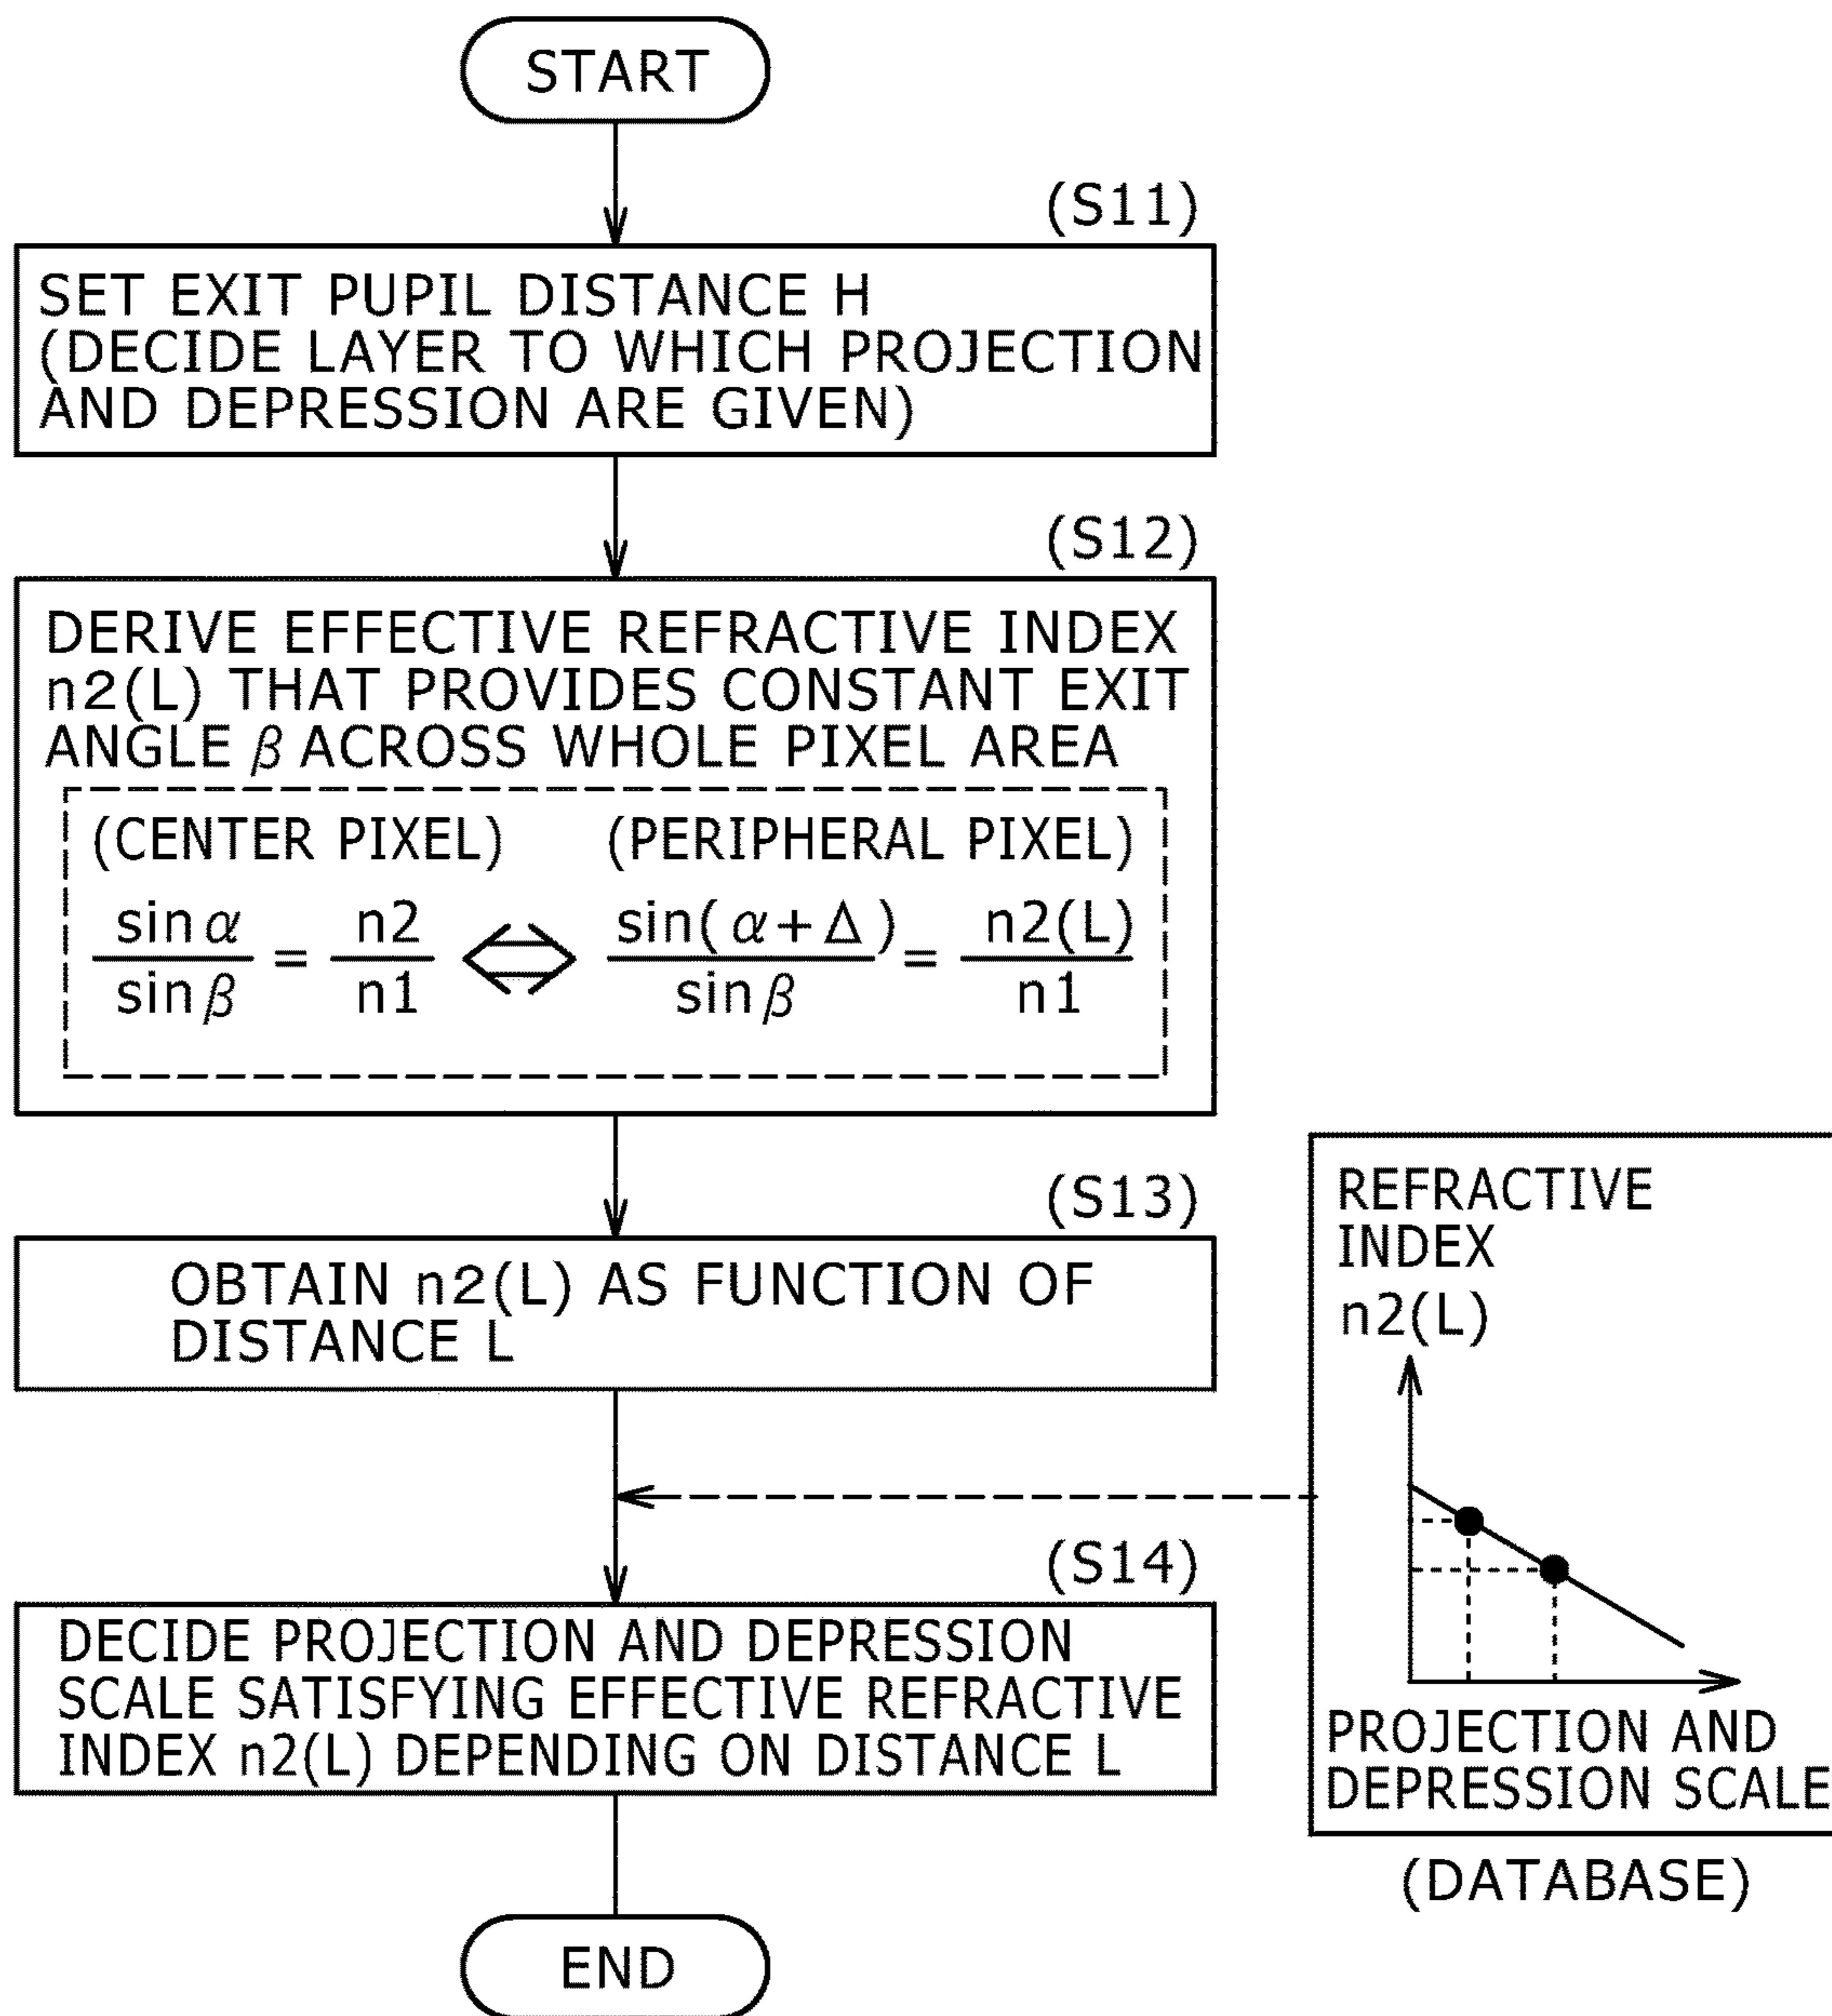 START
(S11)
SET EXIT PUPIL DISTANCE H
(DECIDE LAYER TO WHICH PROJECTION
AND DEPRESSION ARE GIVEN)
(S12)
DERIVE EFFECTIVE REFRACTIVE INDEX
n2(L) THAT PROVIDES CONSTANT EXIT
ANGLE β ACROSS WHOLE PIXEL AREA
(CENTER PIXEL) (PERIPHERAL PIXEL)
sin α / sin β = n2 / n1 ⇔ sin(α+Δ) / sin β = n2(L) / n1
(S13)
OBTAIN n2(L) AS FUNCTION OF
DISTANCE L
REFRACTIVE
INDEX
n2(L)
PROJECTION AND
DEPRESSION SCALE
(DATABASE)
(S14)
DECIDE PROJECTION AND DEPRESSION
SCALE SATISFYING EFFECTIVE REFRACTIVE
INDEX n2(L) DEPENDING ON DISTANCE L
END